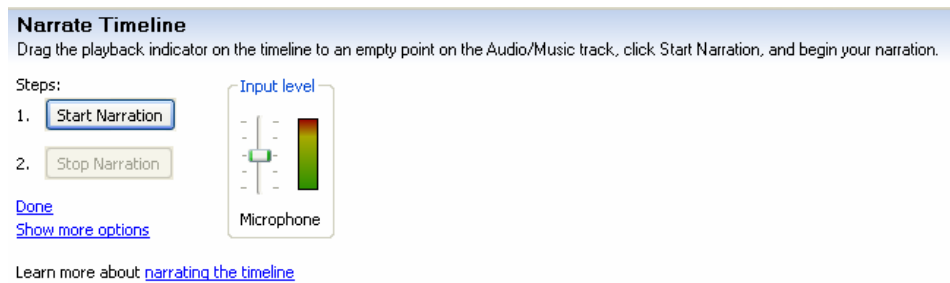 Narrate Timeline
Drag the playback indicator on the timeline to an empty point on the Audio/Music track, click Start Narration, and begin your narration.
Steps:
Input level
1. Start Narration
2. Stop Narration
Microphone
Done
Show more options
Learn more about narrating the timeline